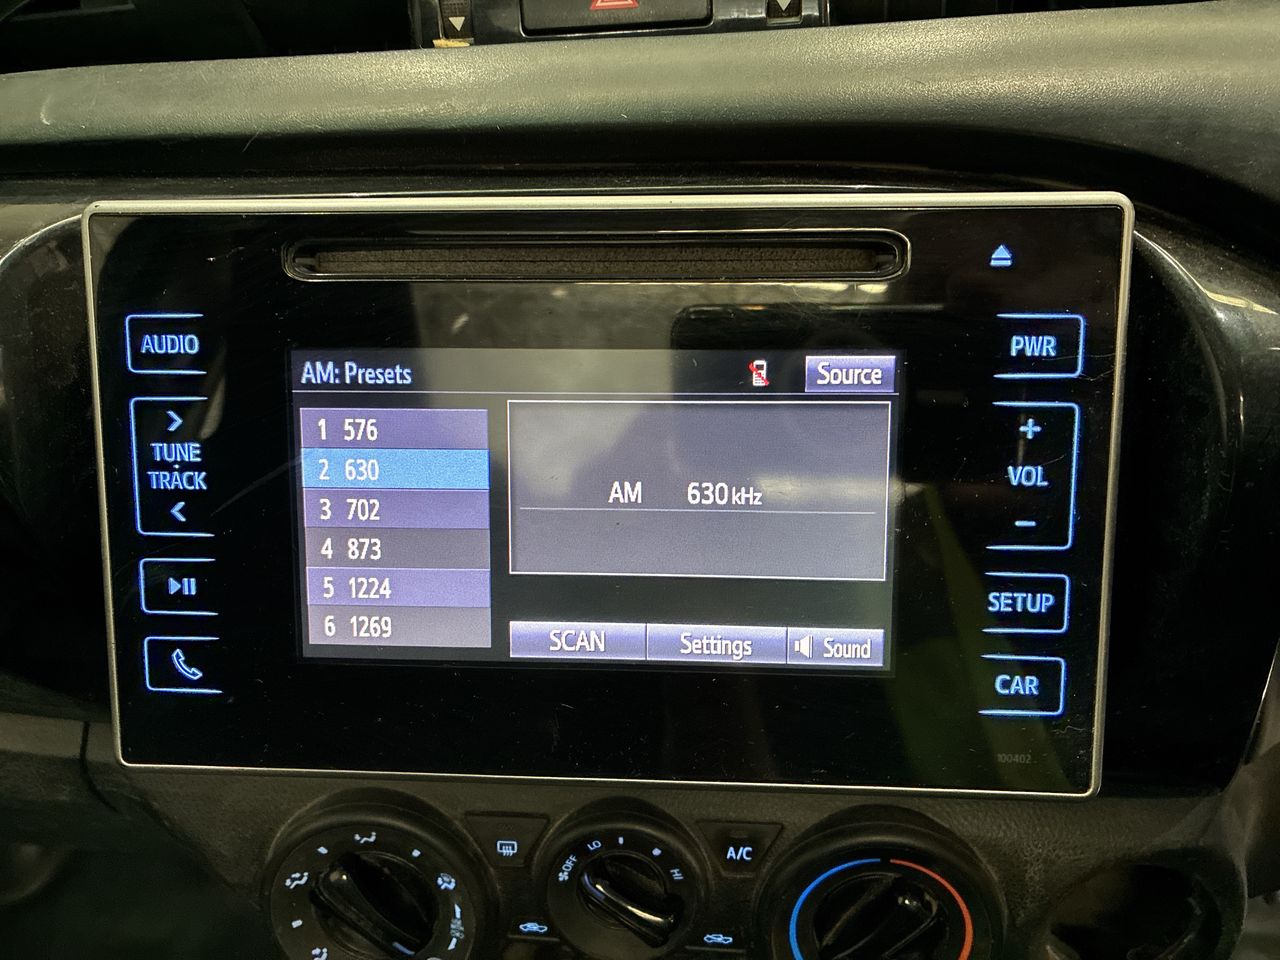 AUDIO
TUNE
TRACK
AM: Presets
Source
1 576
2 630
3 702
4 873
5 1224
6 1269
AM 630 kHz
SCAN
Settings
Sound
PWR
+
VOL
-
SETUP
CAR
100402
OFF
LO
HI
A/C